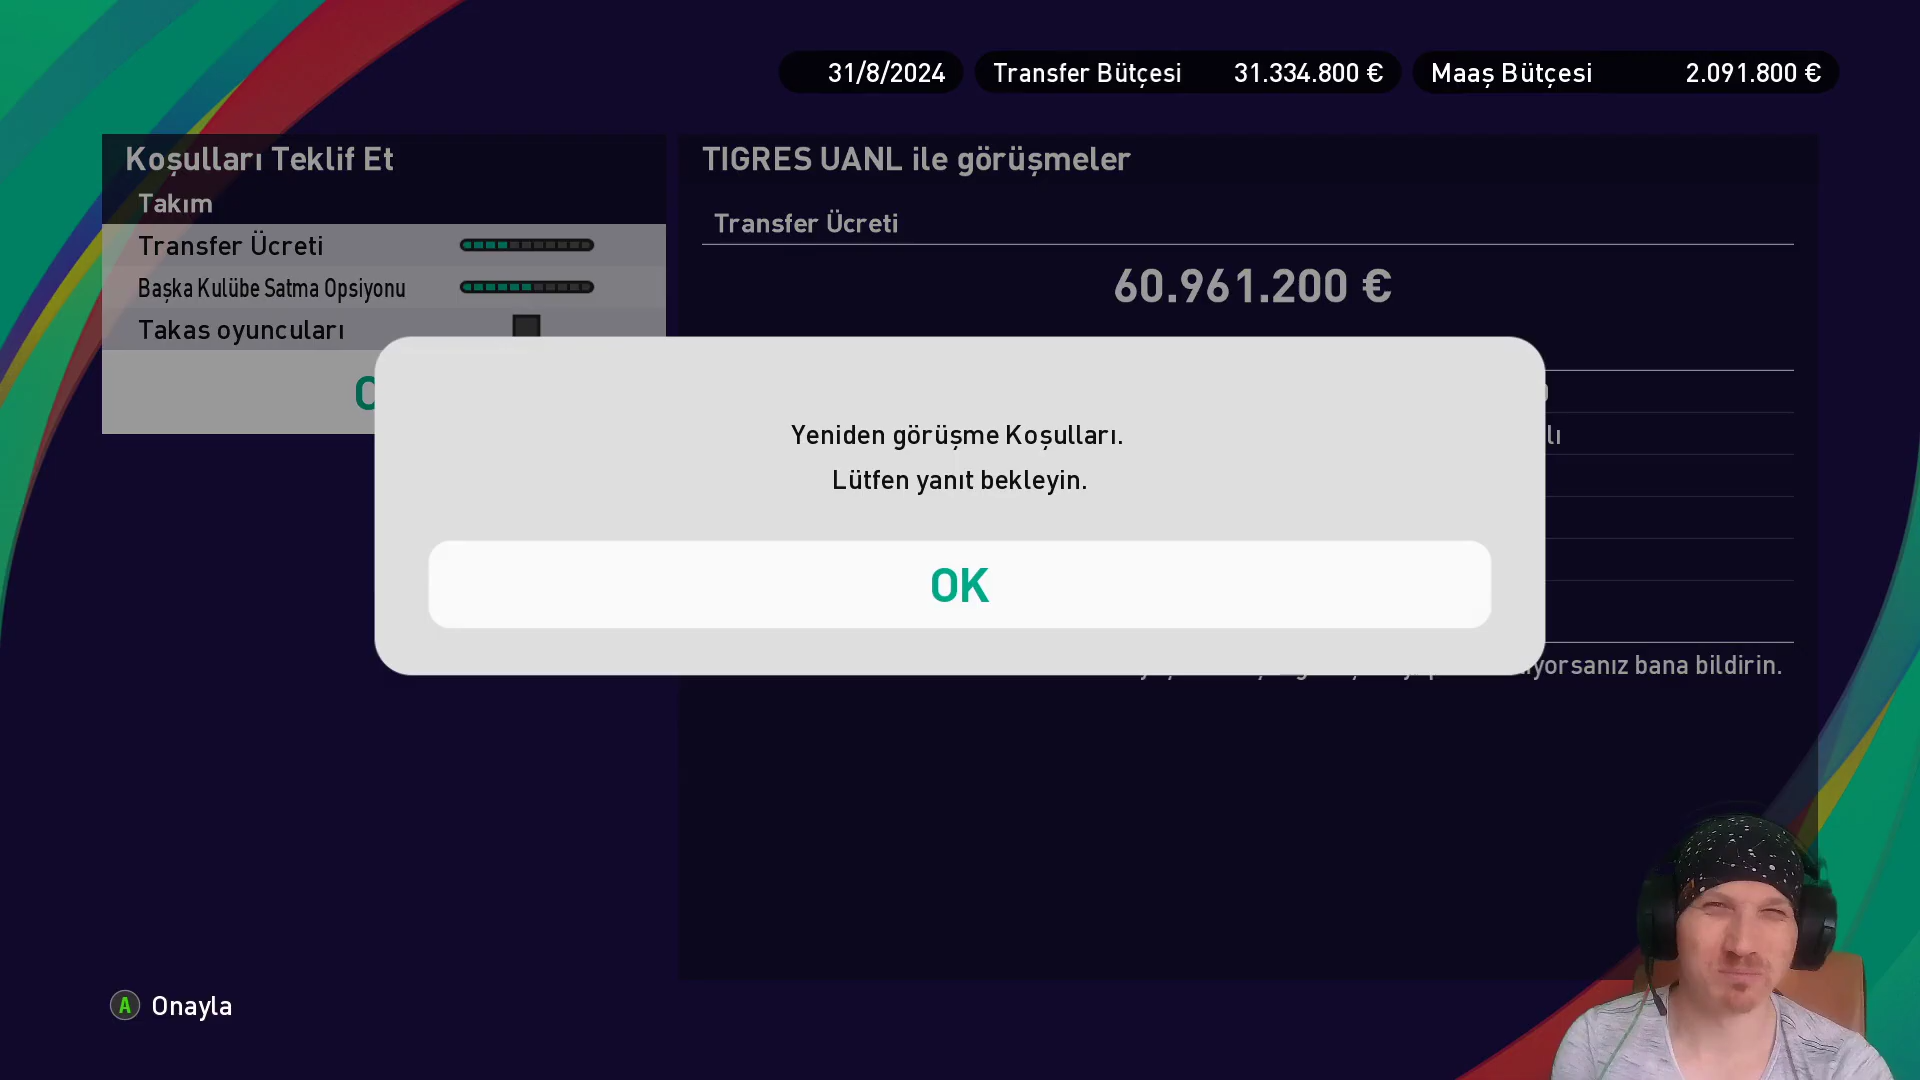 31/8/2024
Transfer Bütçesi 31.334.800 €
Maaş Bütçesi 2.091.800 €
Koşulları Teklif Et
Takım
Transfer Ücreti
Başka Kulübe Satma Opsiyonu
Takas oyuncuları
TIGRES UANL ile görüşmeler
Transfer Ücreti
60.961.200 €
Yeniden görüşme Koşulları.
Lütfen yanıt bekleyin.
OK
bana bildirin.
A Onayla